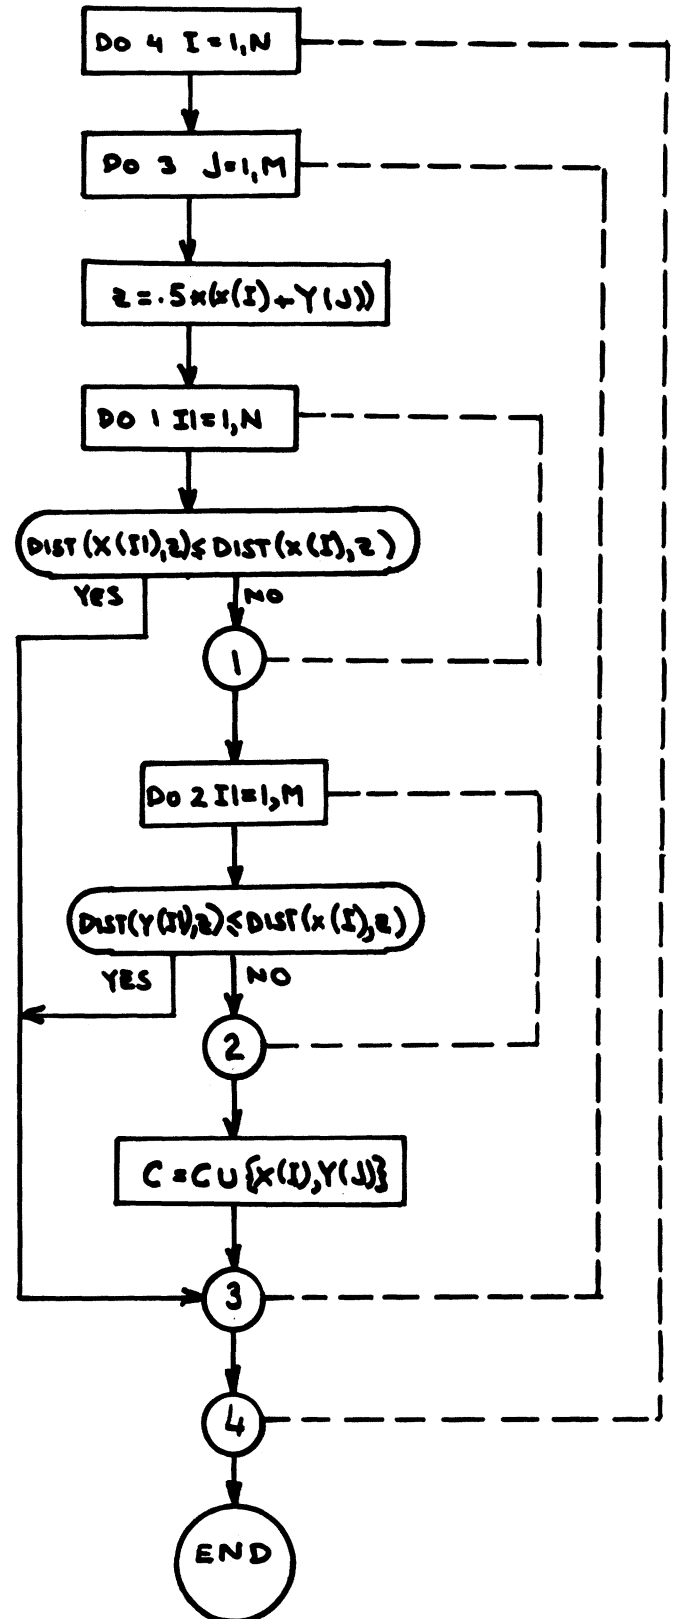 DO 4 I = 1,N
DO 3 J=1,M
z = .5*(x(I)+Y(J))
DO 1 I1=1,N
DIST(X(I1),z)≤DIST(x(I),z)
YES
NO
1
DO 2 I1=1,M
DIST(Y(I1),z)≤DIST(x(I),z)
YES
NO
2
C = C U {X(I),Y(J)}
3
4
END